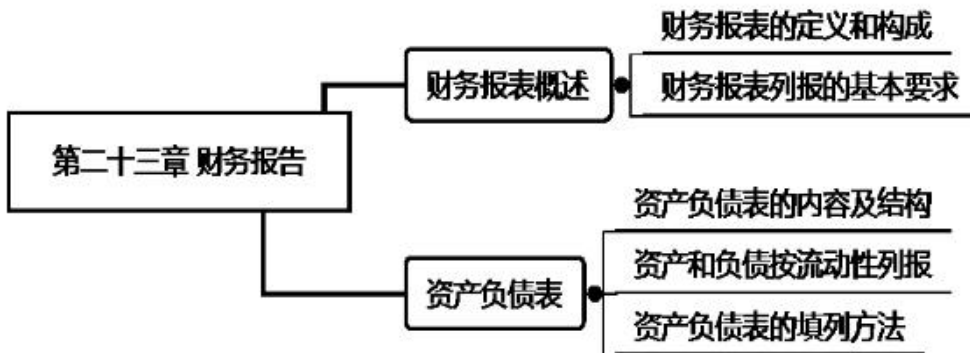 第二十三章 财务报告
财务报表概述
财务报表的定义和构成
财务报表列报的基本要求
资产负债表
资产负债表的内容及结构
资产和负债按流动性列报
资产负债表的填列方法